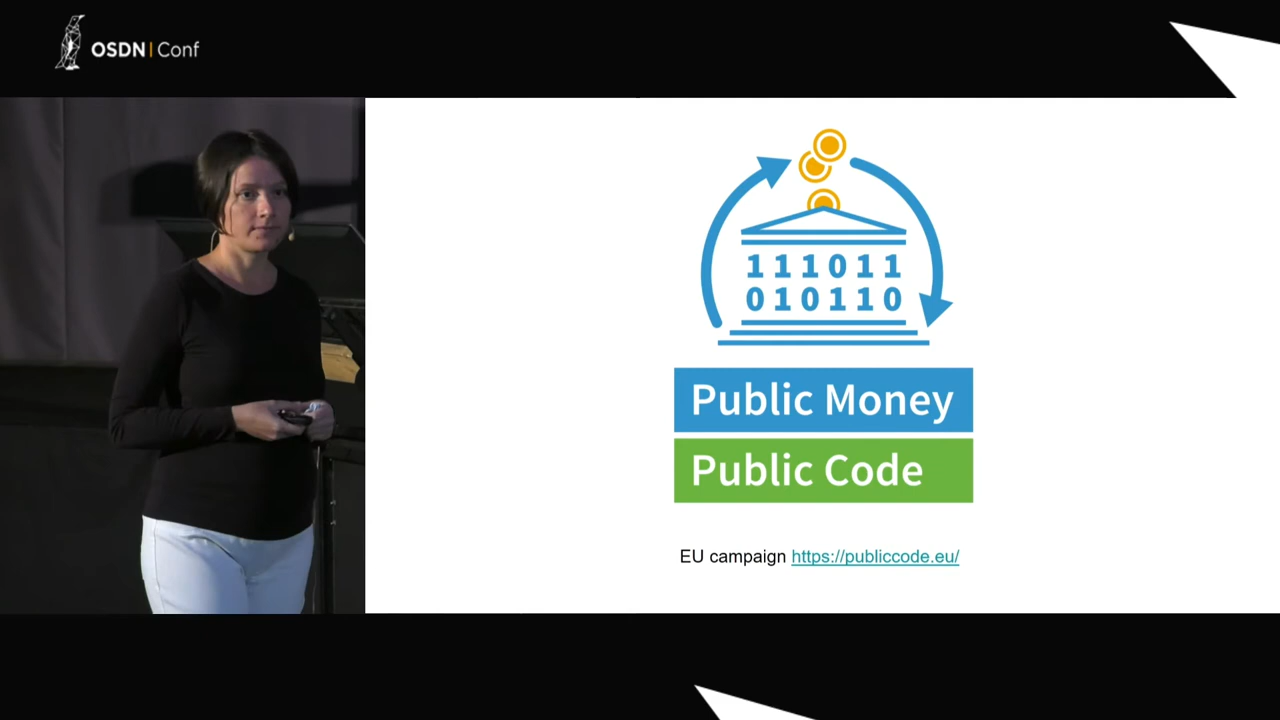 OSDN | Conf
111011
010110
Public Money
Public Code
EU campaign https://publiccode.eu/